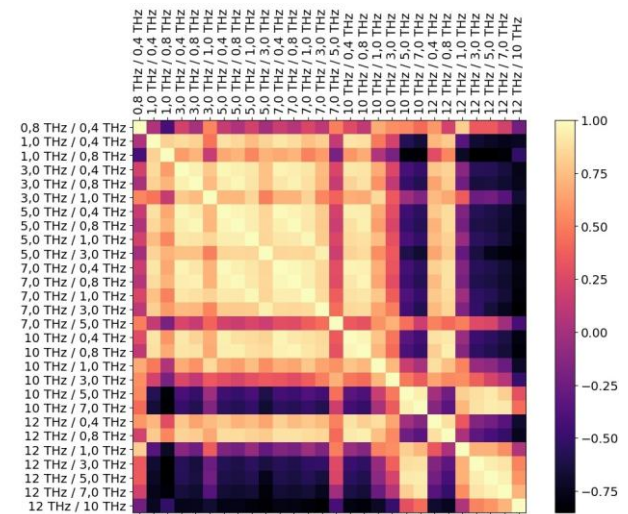 0,8 THz / 0,4 THz
1,0 THz / 0,4 THz
1,0 THz / 0,8 THz
3,0 THz / 0,4 THz
3,0 THz / 0,8 THz
3,0 THz / 1,0 THz
5,0 THz / 0,4 THz
5,0 THz / 0,8 THz
5,0 THz / 1,0 THz
5,0 THz / 3,0 THz
7,0 THz / 0,4 THz
7,0 THz / 0,8 THz
7,0 THz / 1,0 THz
7,0 THz / 3,0 THz
7,0 THz / 5,0 THz
10 THz / 0,4 THz
10 THz / 0,8 THz
10 THz / 1,0 THz
10 THz / 3,0 THz
10 THz / 5,0 THz
10 THz / 7,0 THz
12 THz / 0,4 THz
12 THz / 0,8 THz
12 THz / 1,0 THz
12 THz / 3,0 THz
12 THz / 5,0 THz
12 THz / 7,0 THz
12 THz / 10 THz
0,8 THz / 0,4 THz
1,0 THz / 0,4 THz
1,0 THz / 0,8 THz
3,0 THz / 0,4 THz
3,0 THz / 0,8 THz
3,0 THz / 1,0 THz
5,0 THz / 0,4 THz
5,0 THz / 0,8 THz
5,0 THz / 1,0 THz
5,0 THz / 3,0 THz
7,0 THz / 0,4 THz
7,0 THz / 0,8 THz
7,0 THz / 1,0 THz
7,0 THz / 3,0 THz
7,0 THz / 5,0 THz
10 THz / 0,4 THz
10 THz / 0,8 THz
10 THz / 1,0 THz
10 THz / 3,0 THz
10 THz / 5,0 THz
10 THz / 7,0 THz
12 THz / 0,4 THz
12 THz / 0,8 THz
12 THz / 1,0 THz
12 THz / 3,0 THz
12 THz / 5,0 THz
12 THz / 7,0 THz
12 THz / 10 THz
1.00
0.75
0.50
0.25
0.00
−0.25
−0.50
−0.75